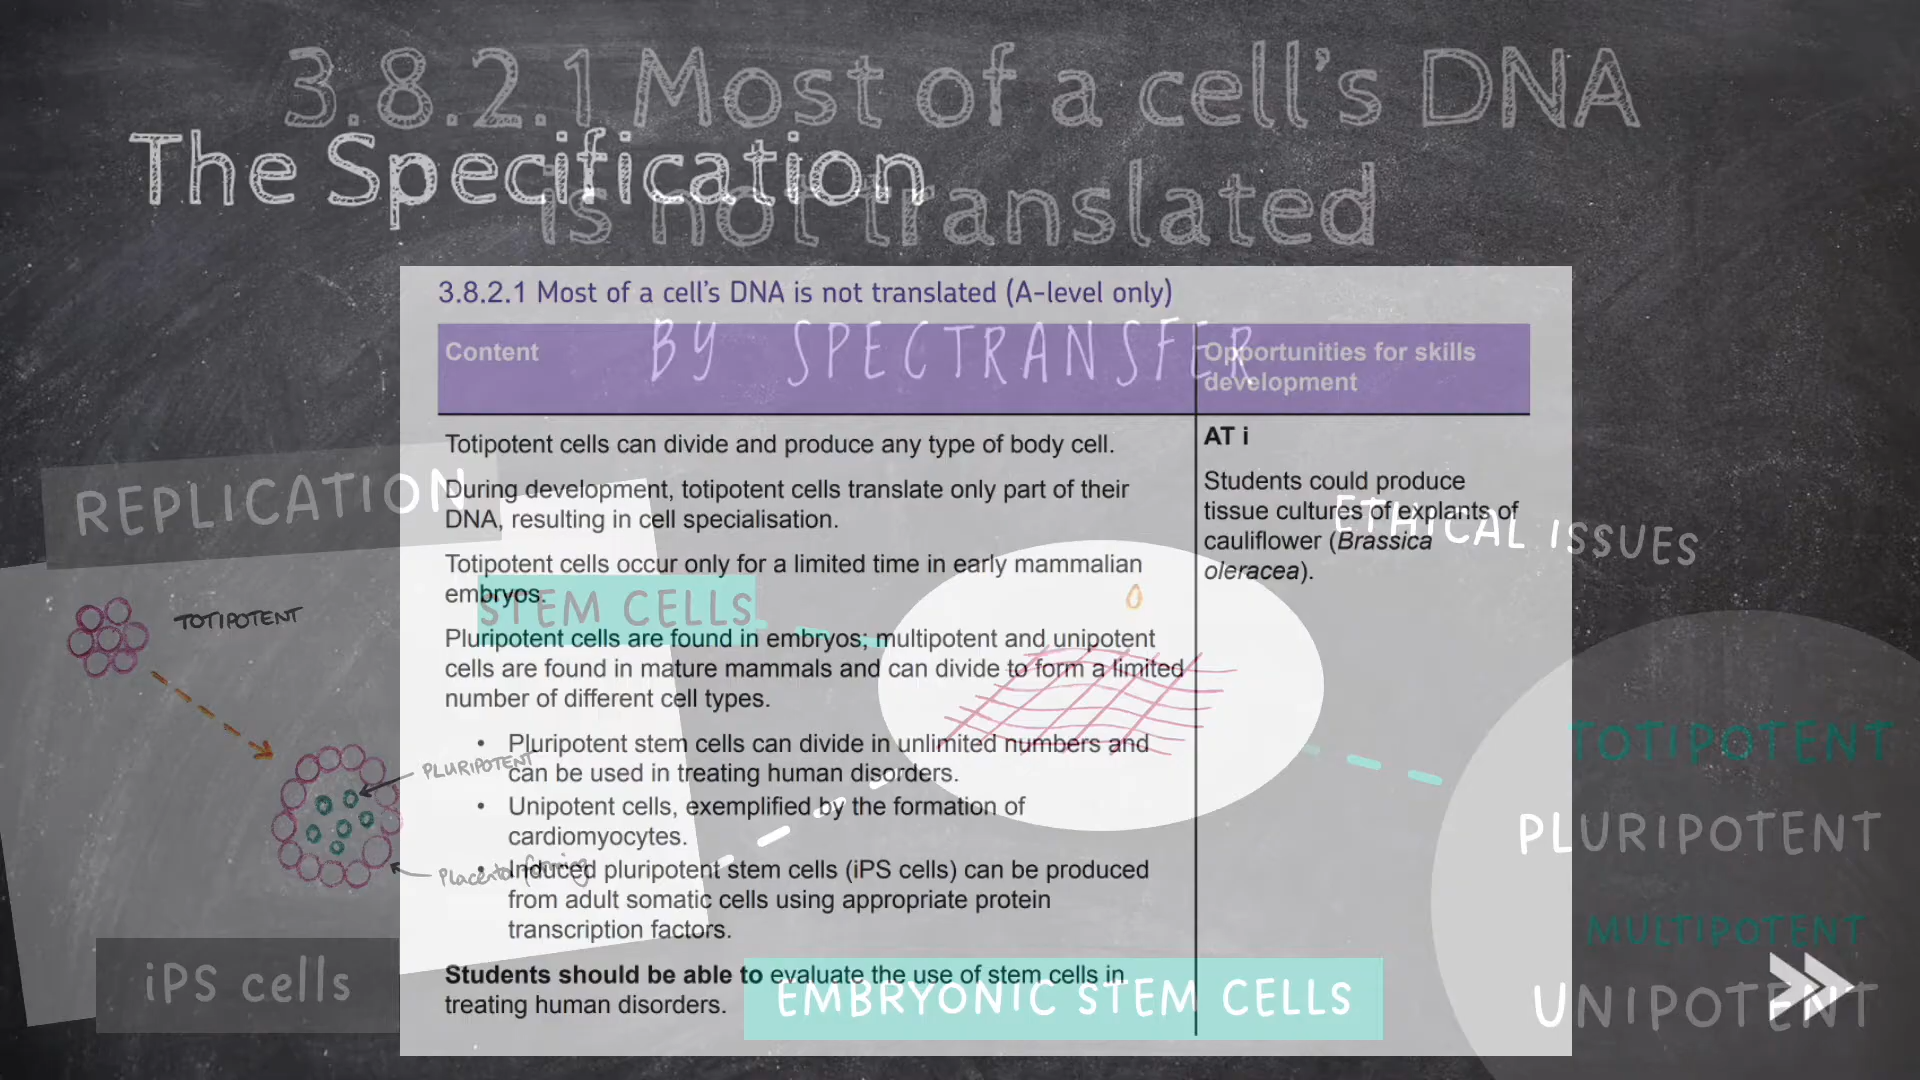 3.8.2.1 Most of a cell's DNA
is not translated
The Specification
3.8.2.1 Most of a cell's DNA is not translated (A-level only)
BY SPECTRANSFER
Content
Opportunities for skills
development
Totipotent cells can divide and produce any type of body cell.
During development, totipotent cells translate only part of their
DNA, resulting in cell specialisation.
Totipotent cells occur only for a limited time in early mammalian
embryos.
Pluripotent cells are found in embryos; multipotent and unipotent
cells are found in mature mammals and can divide to form a limited
number of different cell types.
• Pluripotent stem cells can divide in unlimited numbers and
can be used in treating human disorders.
• Unipotent cells, exemplified by the formation of
cardiomyocytes.
• Induced pluripotent stem cells (iPS cells) can be produced
from adult somatic cells using appropriate protein
transcription factors.
Students should be able to evaluate the use of stem cells in
treating human disorders.
AT i
Students could produce
tissue cultures of explants of
cauliflower (Brassica
oleracea).
REPLICATION
TOTIPOTENT
PLURIPOTENT
Placenta forming
iPS cells
STEM CELLS
EMBRYONIC STEM CELLS
ETHICAL ISSUES
TOTIPOTENT
PLURIPOTENT
MULTIPOTENT
UNIPOTENT